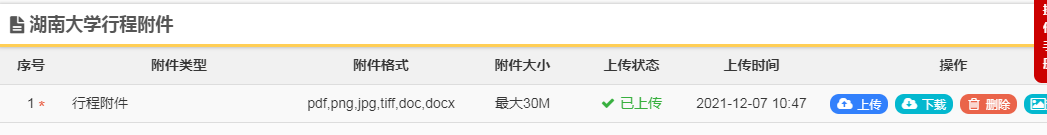 湖南大学行程附件
序号 附件类型 附件格式 附件大小 上传状态 上传时间 操作
1 * 行程附件 pdf,png,jpg,tiff,doc,docx 最大30M 已上传 2021-12-07 10:47 上传 下载 删除